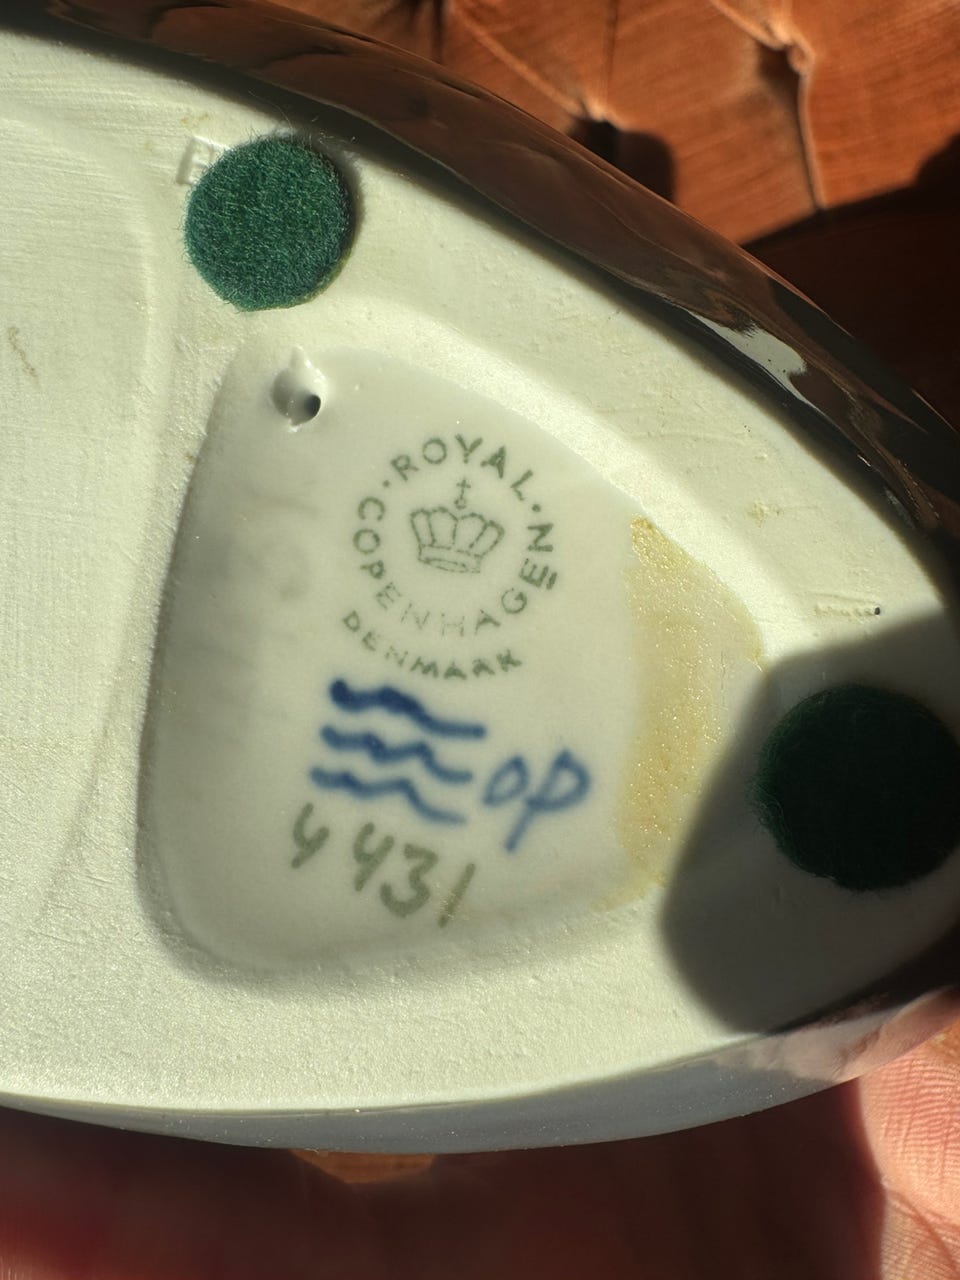 ROYAL
COPENHAGEN
DENMARK
OP
4431